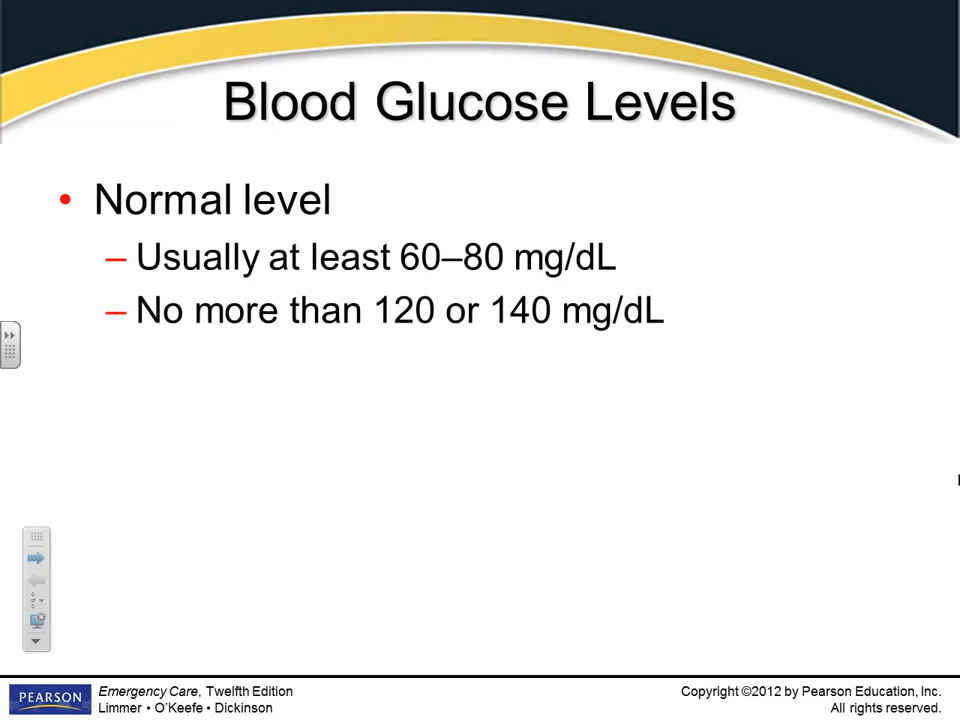 Blood Glucose Levels
• Normal level
– Usually at least 60–80 mg/dL
– No more than 120 or 140 mg/dL
PEARSON
Emergency Care, Twelfth Edition
Limmer • O’Keefe • Dickinson
Copyright ©2012 by Pearson Education, Inc.
All rights reserved.